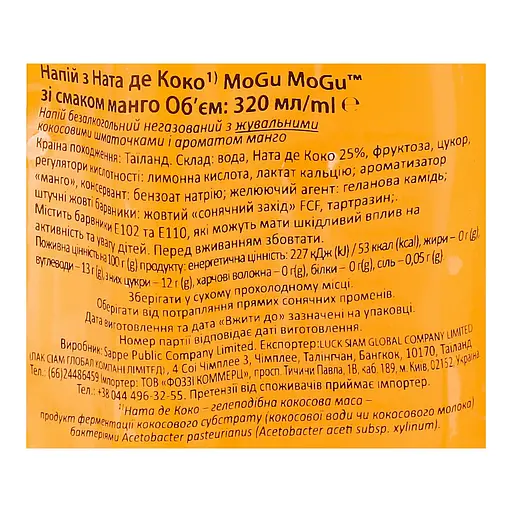 Напій з Ната де Коко¹⁾ MoGu MoGu™
зі смаком манго Об'єм: 320 мл/ml ℮
Напій безалкогольний негазований з жувальними
кокосовими шматочками і ароматом манго
Країна походження: Таїланд. Склад: вода, Ната де Коко 25%, фруктоза, цукор,
регулятори кислотності: лимонна кислота, лактат кальцію; ароматизатор
«манго», консервант: бензоат натрію; желюючий агент: геланова камідь;
штучні жовті барвники: жовтий «сонячний захід» FCF, тартразин;.
Містить барвники Е102 та Е110, які можуть мати шкідливий вплив на
активність та увагу дітей. Перед вживанням збовтати.
Поживна цінність на 100 г (g) продукту: енергетична цінність: 227 кДж (kJ) / 53 ккал (kcal), жири – 0 г (g),
вуглеводи – 13 г (g), з них цукри – 12 г (g), харчові волокна – 0 г (g), білки – 0 г (g), сіль – 0,05 г (g)
Зберігати у сухому прохолодному місці.
Оберігати від потрапляння прямих сонячних променів.
Дата виготовлення та дата «Вжити до» зазначені на упаковці.
Номер партії відповідає даті виготовлення.
Виробник: Sappe Public Company Limited. Експортер:LUCK SIAM GLOBAL COMPANY LIMITED
(ЛАК СІАМ ГЛОБАЛ КОМПАНІ ЛІМІТЕД), 4 Сої Чімплее 3, Чімплее, Талінгчан, Бангкок, 10170, Таїланд
Тел.: (66)24486459 Імпортер: ТОВ «ФОЗЗІ КОММЕРЦ», просп. Тичини Павла, 1В, каб. 189, м. Київ, 02152, Україна
Тел.: +38 044 496-32-55. Претензії від споживачів приймає імпортер.
¹⁾Ната де Коко – гелеподібна кокосова маса –
продукт ферментації кокосового субстрату (кокосової води чи кокосового молока)
бактеріями Acetobacter pasteurianus (Acetobacter aceti subsp. xylinum).